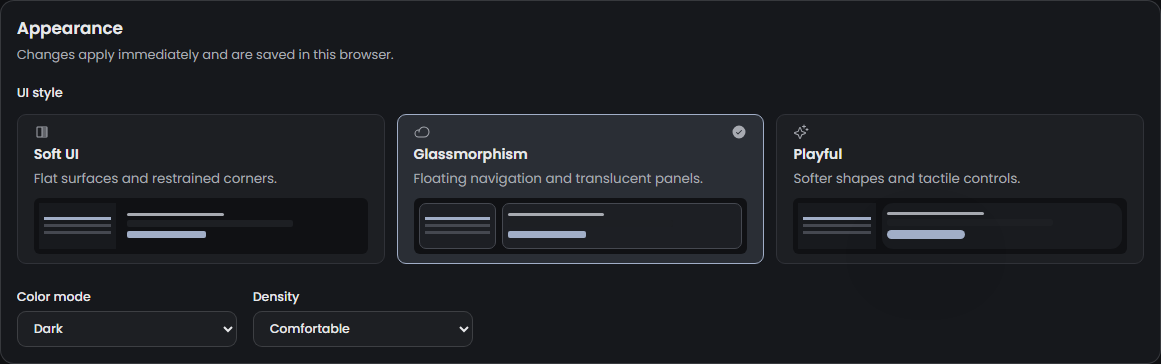 Appearance
Changes apply immediately and are saved in this browser.
UI style
Soft UI
Flat surfaces and restrained corners.
Glassmorphism
Floating navigation and translucent panels.
Playful
Softer shapes and tactile controls.
Color mode
Density
Dark
Comfortable